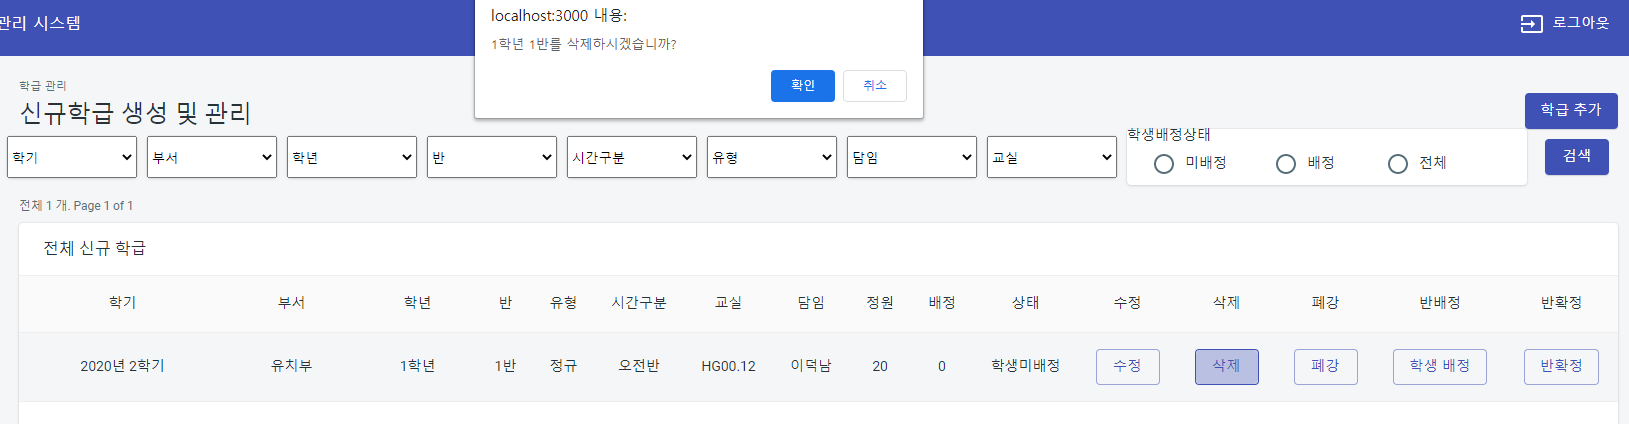 관리 시스템
localhost:3000 내용:
1학년 1반를 삭제하시겠습니까?
확인 취소
로그아웃
학급 관리
신규학급 생성 및 관리
학급 추가
학기 부서 학년 반 시간구분 유형 담임 교실
학생배정상태
미배정 배정 전체
검색
전체 1 개. Page 1 of 1
전체 신규 학급
학기 부서 학년 반 유형 시간구분 교실 담임 정원 배정 상태 수정 삭제 폐강 반배정 반확정
2020년 2학기 유치부 1학년 1반 정규 오전반 HG00.12 이덕남 20 0 학생미배정 수정 삭제 폐강 학생 배정 반확정